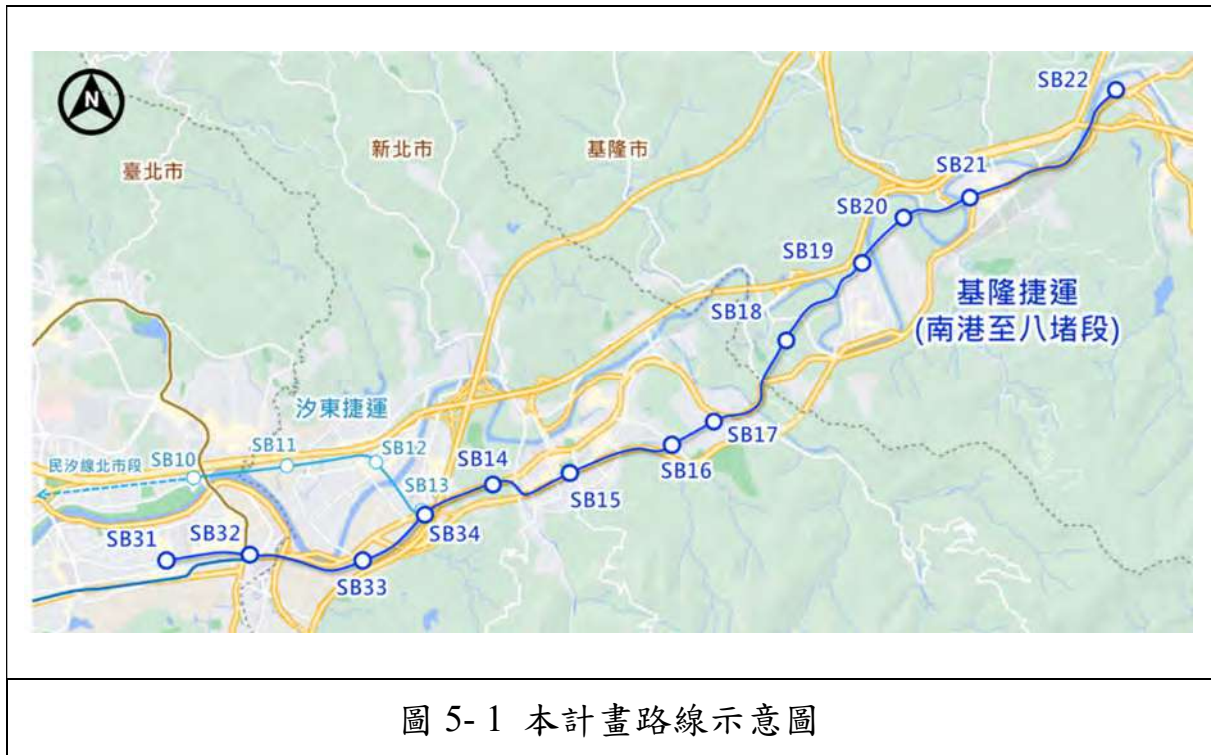 N
SB22
新北市
基隆市
臺北市
SB21
SB20
SB19
基隆捷運
(南港至八堵段)
SB18
汐東捷運
SB11
SB12
民汐線北市段
SB10
SB17
SB14
SB16
SB13
SB15
SB31
SB32
SB34
SB33
圖 5- 1 本計畫路線示意圖